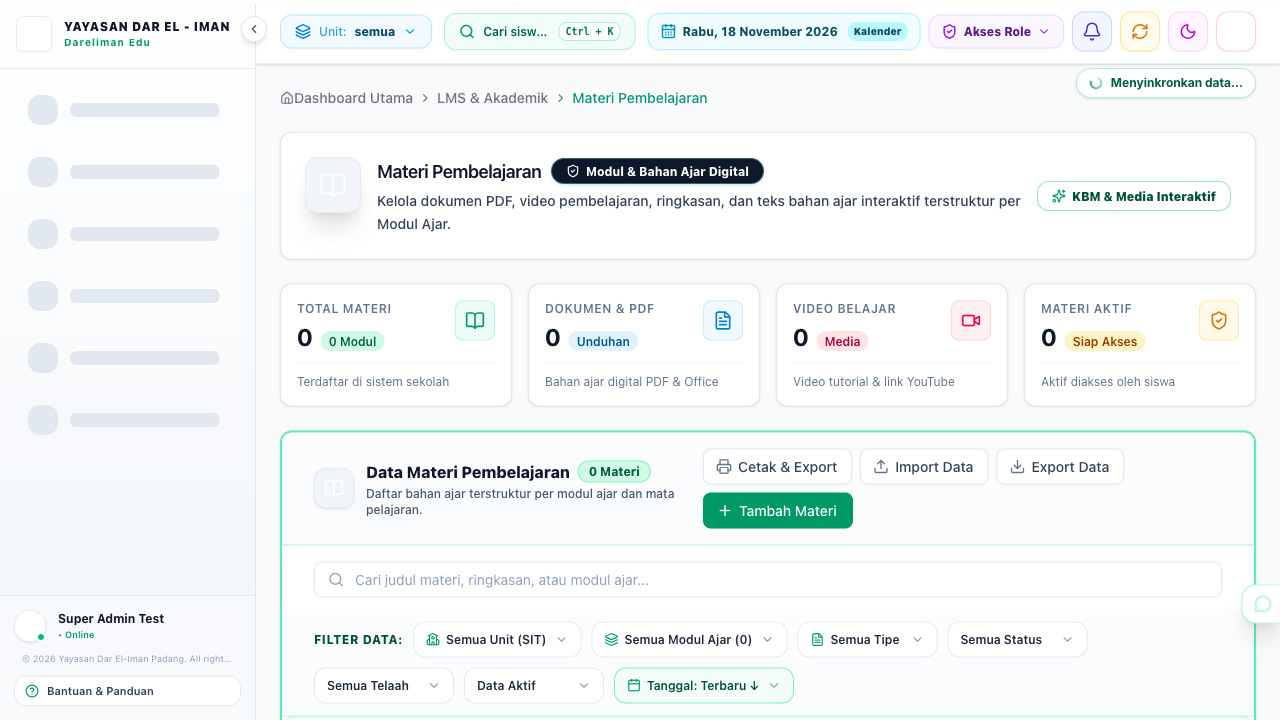 YAYASAN DAR EL - IMAN
Dareliman Edu
Unit: semua
Cari sisw... Ctrl + K
Rabu, 18 November 2026 Kalender
Akses Role
Menyinkronkan data...
Dashboard Utama > LMS & Akademik > Materi Pembelajaran
Materi Pembelajaran Modul & Bahan Ajar Digital
Kelola dokumen PDF, video pembelajaran, ringkasan, dan teks bahan ajar interaktif terstruktur per
Modul Ajar.
KBM & Media Interaktif
TOTAL MATERI
0 0 Modul
Terdaftar di sistem sekolah
DOKUMEN & PDF
0 Unduhan
Bahan ajar digital PDF & Office
VIDEO BELAJAR
0 Media
Video tutorial & link YouTube
MATERI AKTIF
0 Siap Akses
Aktif diakses oleh siswa
Data Materi Pembelajaran 0 Materi
Daftar bahan ajar terstruktur per modul ajar dan mata
pelajaran.
Cetak & Export
Import Data
Export Data
+ Tambah Materi
Cari judul materi, ringkasan, atau modul ajar...
FILTER DATA:
Semua Unit (SIT)
Semua Modul Ajar (0)
Semua Tipe
Semua Status
Semua Telaah
Data Aktif
Tanggal: Terbaru ↓
Super Admin Test
• Online
© 2026 Yayasan Dar El-Iman Padang. All right...
Bantuan & Panduan